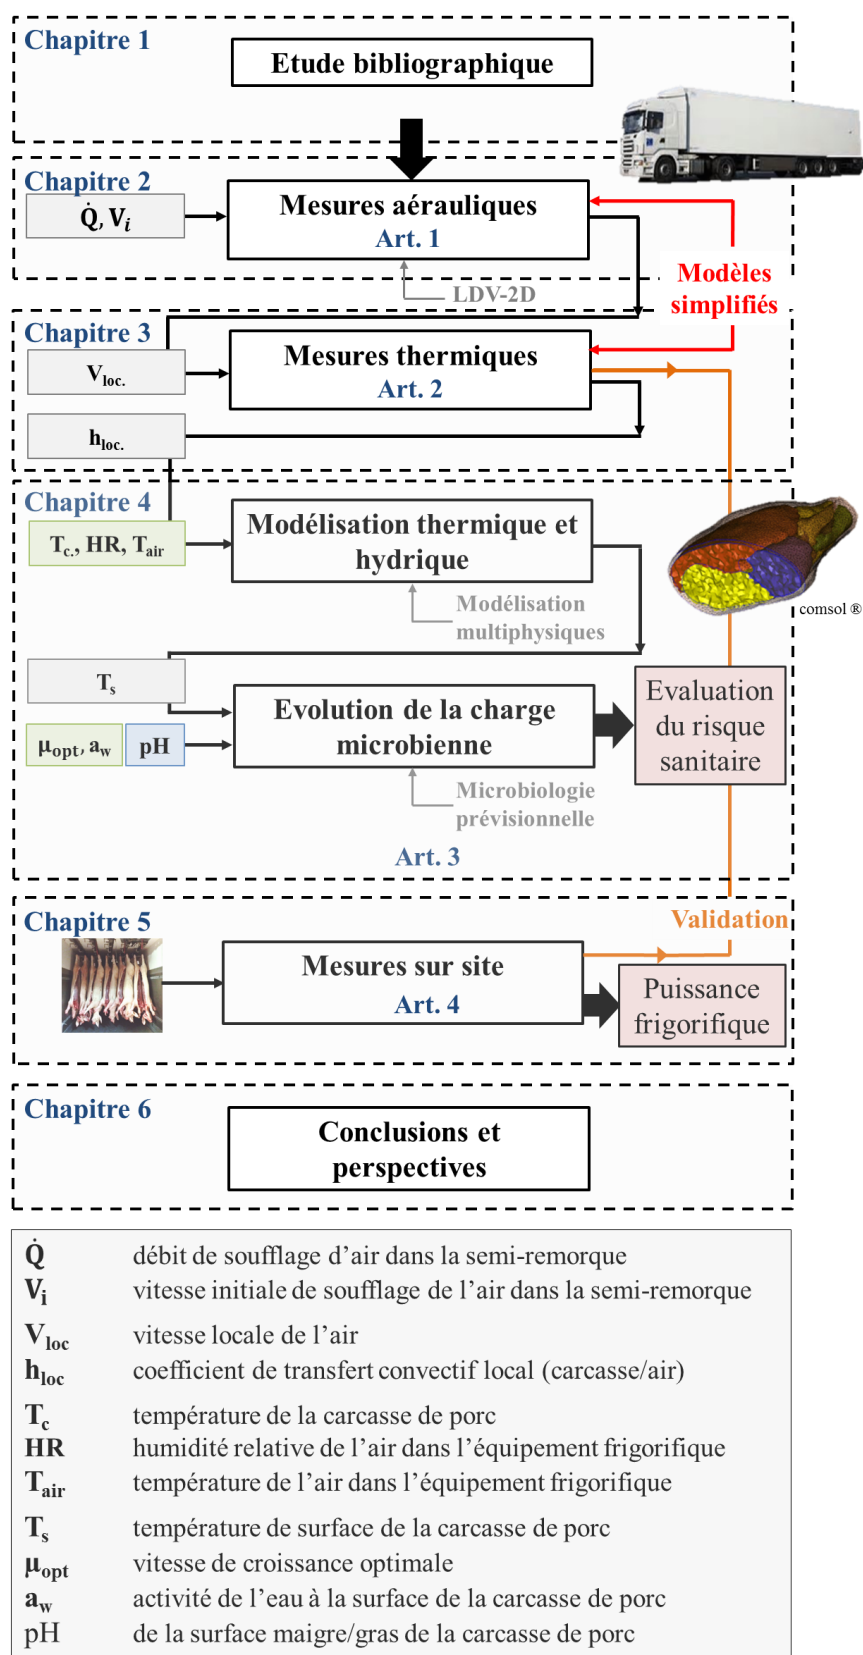 Chapitre 1
Etude bibliographique
Chapitre 2
Q̇, Vi
Mesures aérauliques
Art. 1
LDV-2D
Modèles
simplifiés
Chapitre 3
Vloc.
Mesures thermiques
Art. 2
hloc.
Chapitre 4
Tc., HR, Tair
Modélisation thermique et
hydrique
Modélisation
multiphysiques
comsol ®
Ts
μopt, aw
pH
Evolution de la charge
microbienne
Evaluation
du risque
sanitaire
Microbiologie
prévisionnelle
Art. 3
Chapitre 5
Validation
Mesures sur site
Art. 4
Puissance
frigorifique
Chapitre 6
Conclusions et
perspectives
Q̇ débit de soufflage d'air dans la semi-remorque
Vi vitesse initiale de soufflage de l'air dans la semi-remorque
Vloc vitesse locale de l'air
hloc coefficient de transfert convectif local (carcasse/air)
Tc température de la carcasse de porc
HR humidité relative de l'air dans l'équipement frigorifique
Tair température de l'air dans l'équipement frigorifique
Ts température de surface de la carcasse de porc
μopt vitesse de croissance optimale
aw activité de l'eau à la surface de la carcasse de porc
pH de la surface maigre/gras de la carcasse de porc